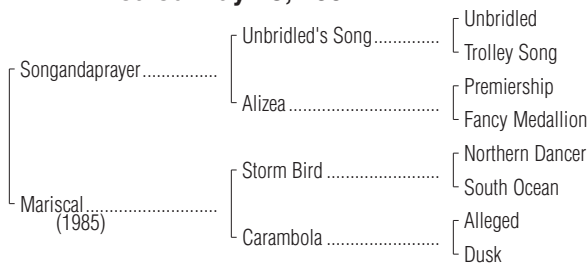 Unbridled
Unbridled's Song
Trolley Song
Songandaprayer
Premiership
Alizea
Fancy Medallion
Northern Dancer
Storm Bird
South Ocean
Mariscal
(1985)
Alleged
Carambola
Dusk